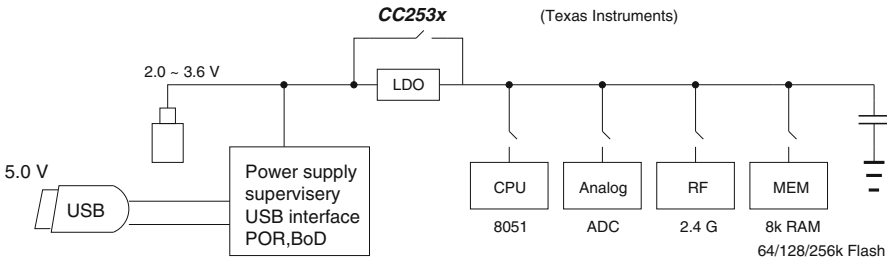 CC253x
(Texas Instruments)
2.0 ~ 3.6 V
LDO
5.0 V
USB
Power supply
supervisery
USB interface
POR,BoD
CPU
Analog
RF
MEM
8051
ADC
2.4 G
8k RAM
64/128/256k Flash